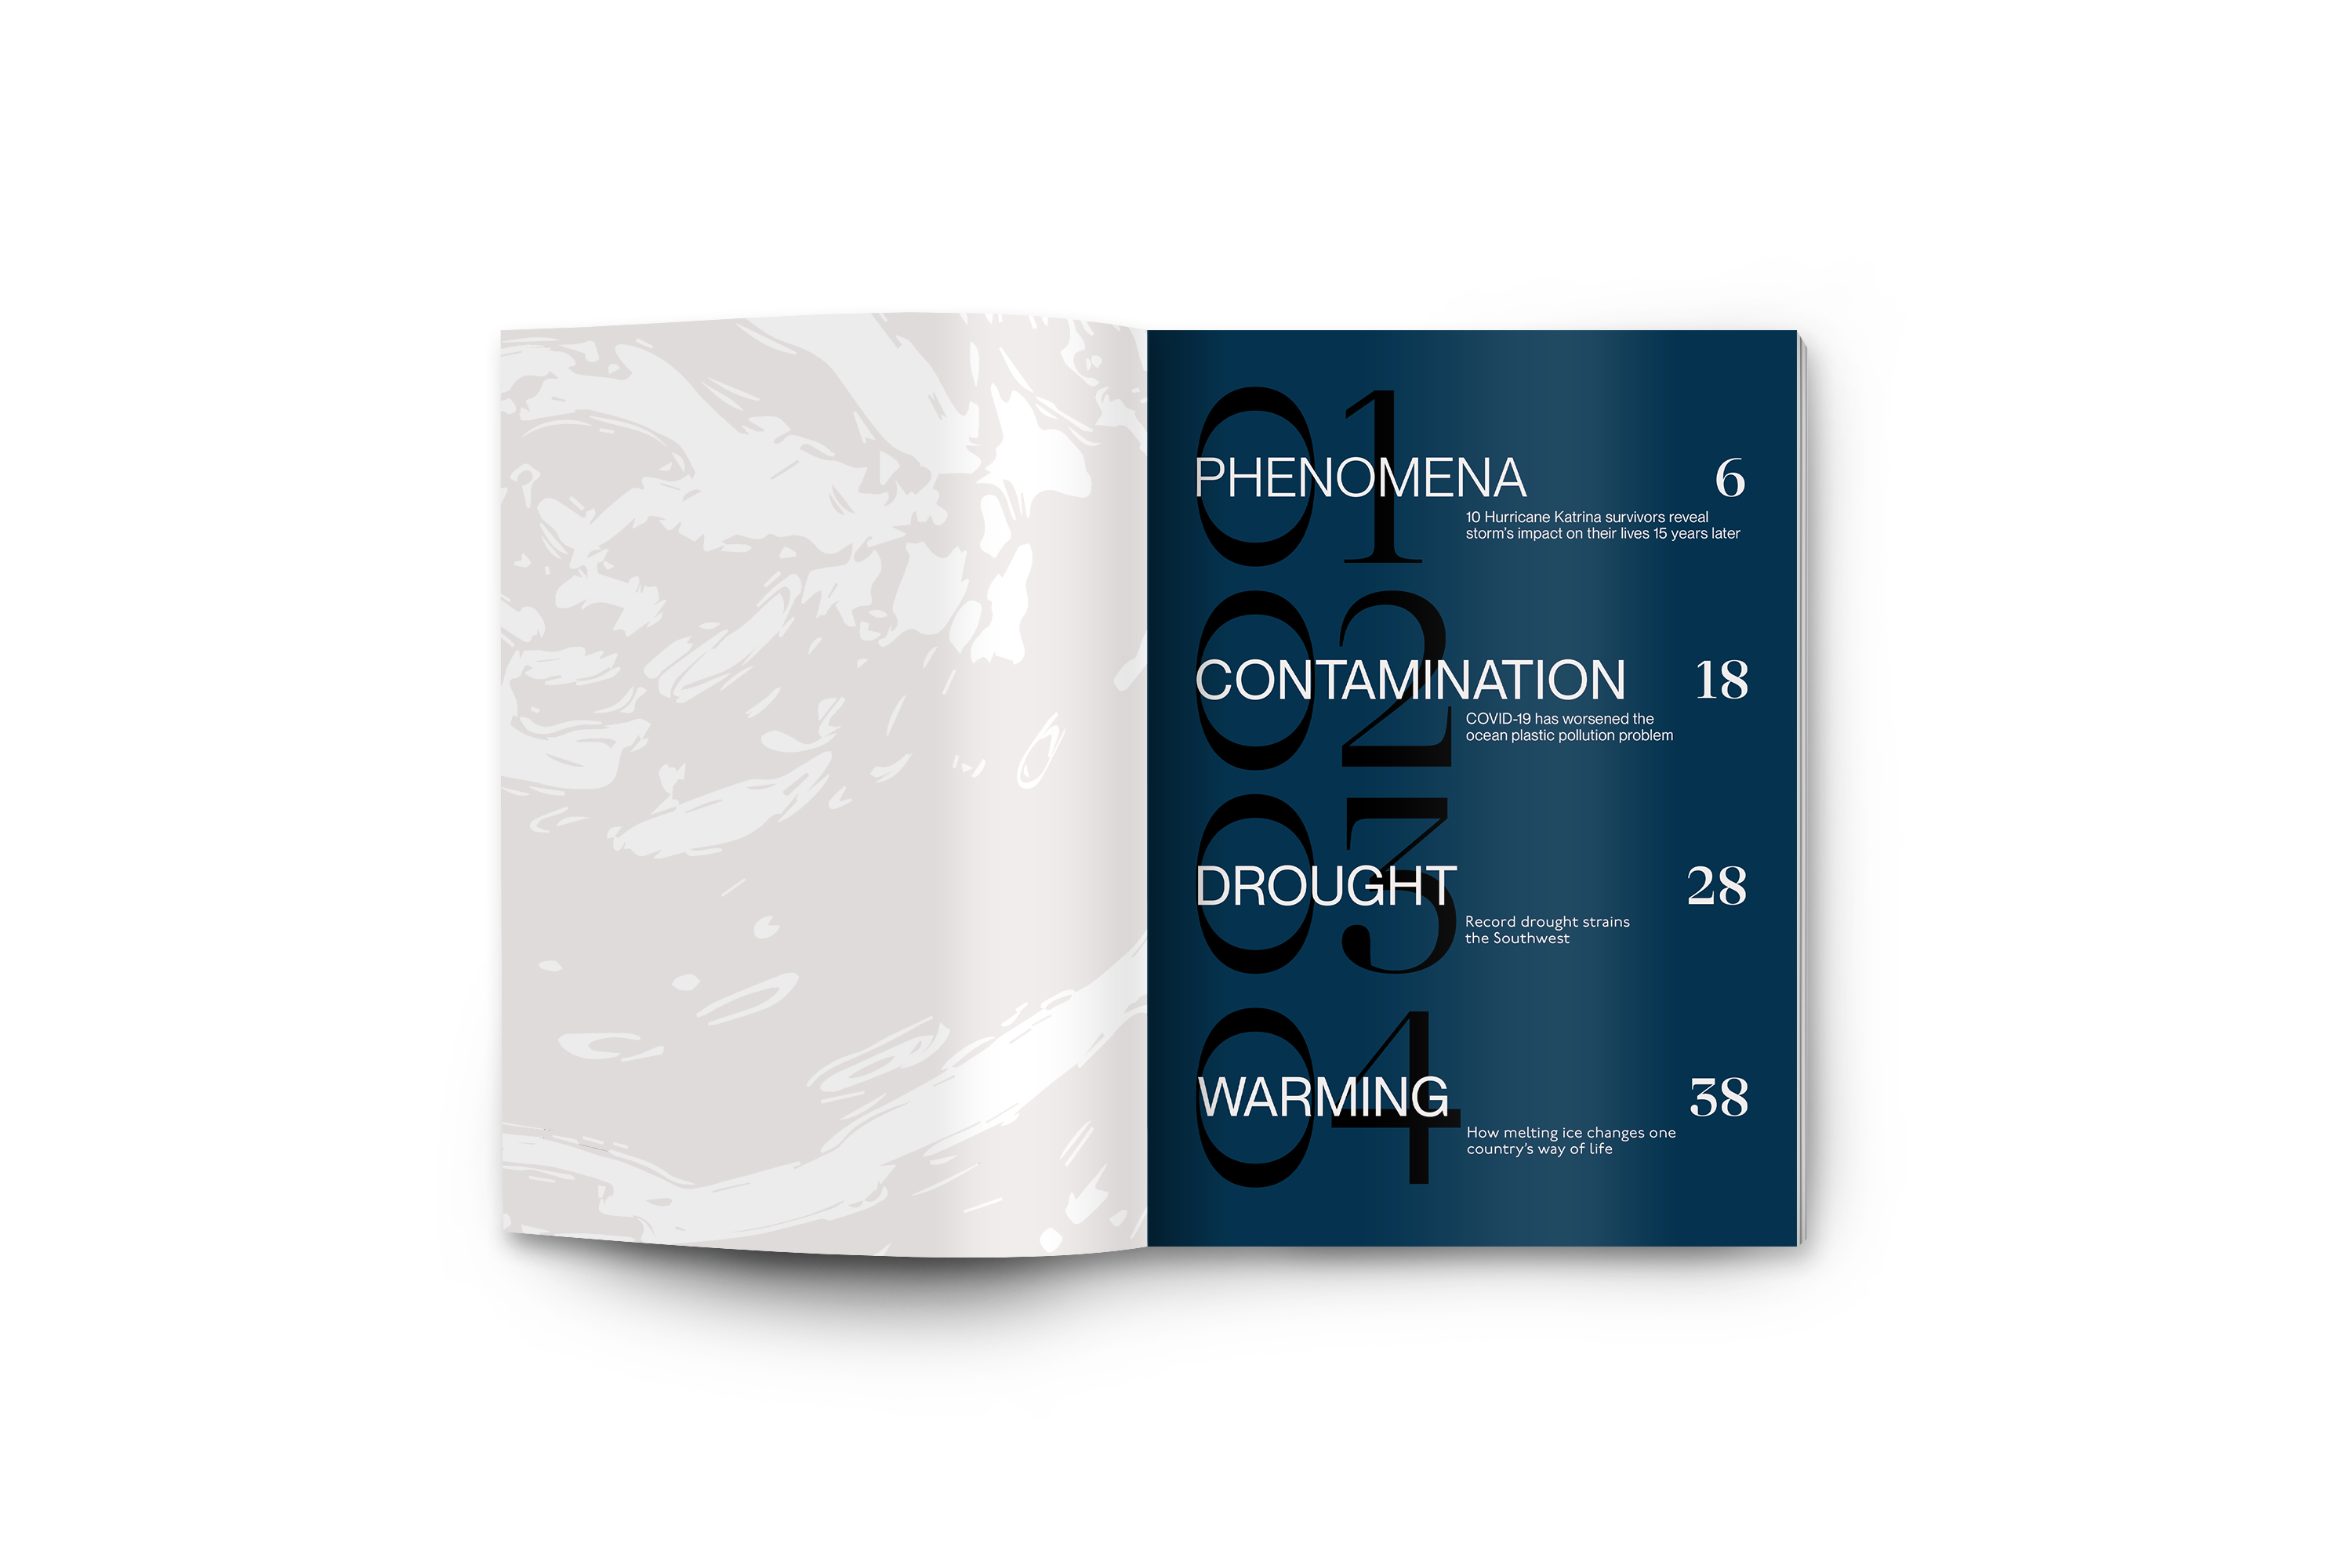 01
PHENOMENA 6
10 Hurricane Katrina survivors reveal
storm's impact on their lives 15 years later
02
CONTAMINATION 18
COVID-19 has worsened the
ocean plastic pollution problem
03
DROUGHT 28
Record drought strains
the Southwest
04
WARMING 38
How melting ice changes one
country's way of life